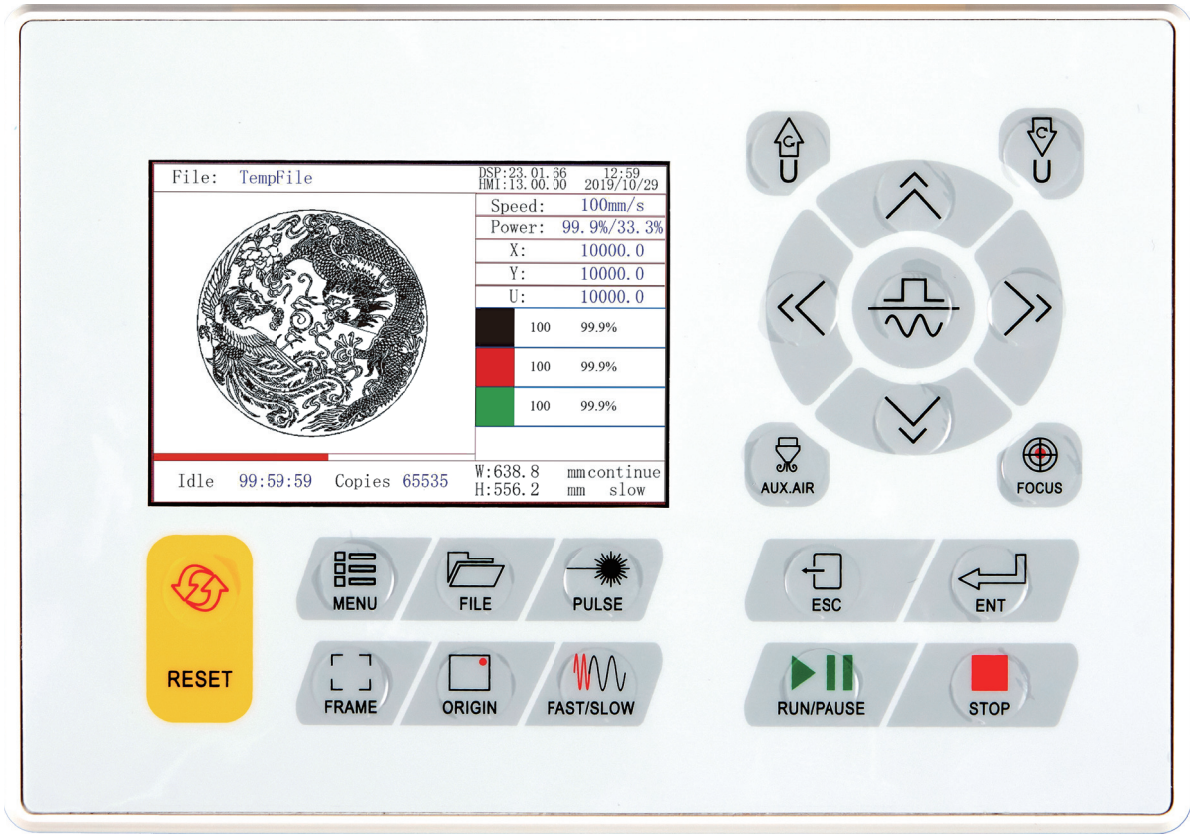 File: TempFile
DSP:23.01.66 12:59
HMI:13.00.00 2019/10/29
Speed: 100mm/s
Power: 99.9%/33.3%
X: 10000.0
Y: 10000.0
U: 10000.0
100 99.9%
100 99.9%
100 99.9%
Idle 99:59:59 Copies 65535
W:638.8 mm continue
H:556.2 mm slow
U
U
AUX.AIR
FOCUS
RESET
MENU
FILE
PULSE
ESC
ENT
FRAME
ORIGIN
FAST/SLOW
RUN/PAUSE
STOP